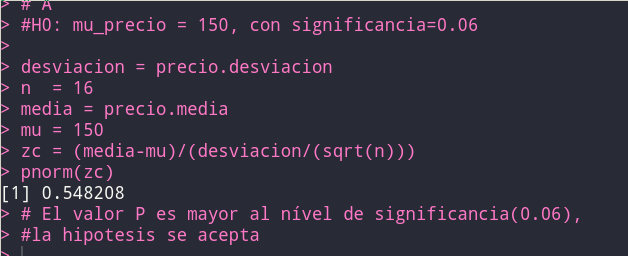 > # A
> #H0: mu_precio = 150, con significancia=0.06
>
> desviacion = precio.desviacion
> n  = 16
> media = precio.media
> mu = 150
> zc = (media-mu)/(desviacion/(sqrt(n)))
> pnorm(zc)
[1] 0.548208
> # El valor P es mayor al nível de significancia(0.06),
> #la hipotesis se acepta
>